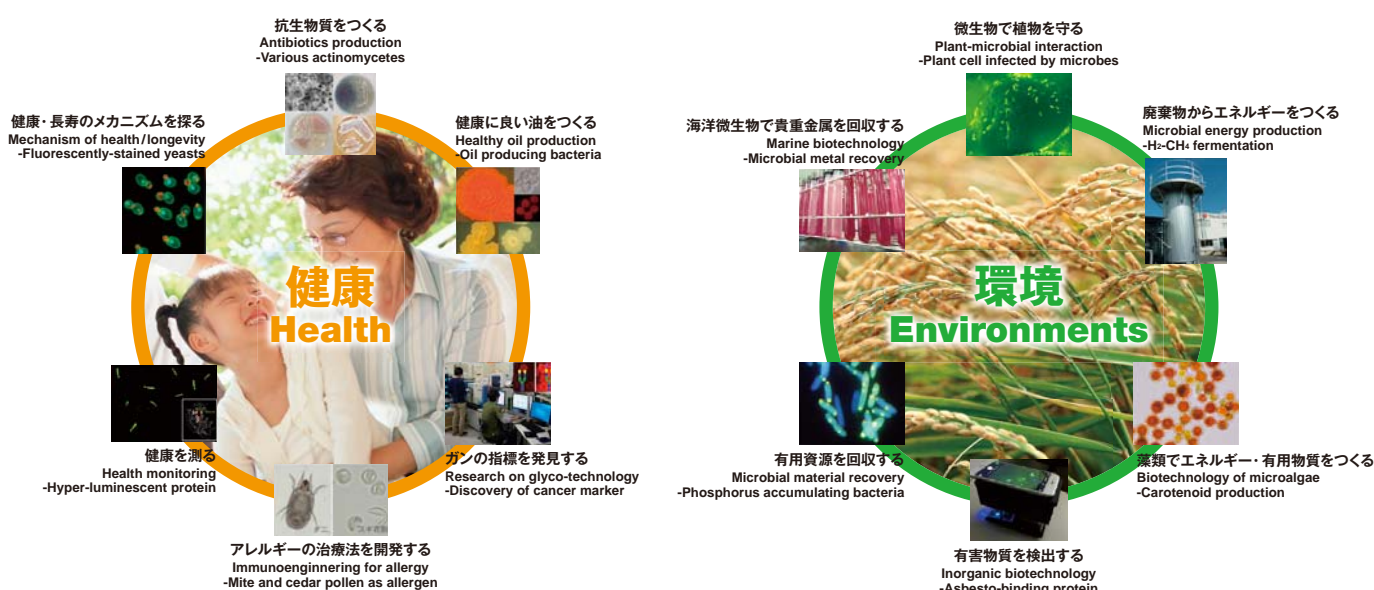 抗生物質をつくる
Antibiotics production
-Various actinomycetes
健康・長寿のメカニズムを探る
Mechanism of health/longevity
-Fluorescently-stained yeasts
健康に良い油をつくる
Healthy oil production
-Oil producing bacteria
健康
Health
健康を測る
Health monitoring
-Hyper-luminescent protein
ガンの指標を発見する
Research on glyco-technology
-Discovery of cancer marker
ダニ
スギ花粉
アレルギーの治療法を開発する
Immunoenginnering for allergy
-Mite and cedar pollen as allergen
微生物で植物を守る
Plant-microbial interaction
-Plant cell infected by microbes
海洋微生物で貴重金属を回収する
Marine biotechnology
-Microbial metal recovery
廃棄物からエネルギーをつくる
Microbial energy production
-H₂-CH₄ fermentation
環境
Environments
有用資源を回収する
Microbial material recovery
-Phosphorus accumulating bacteria
藻類でエネルギー・有用物質をつくる
Biotechnology of microalgae
-Carotenoid production
有害物質を検出する
Inorganic biotechnology
-Asbesto-binding protein